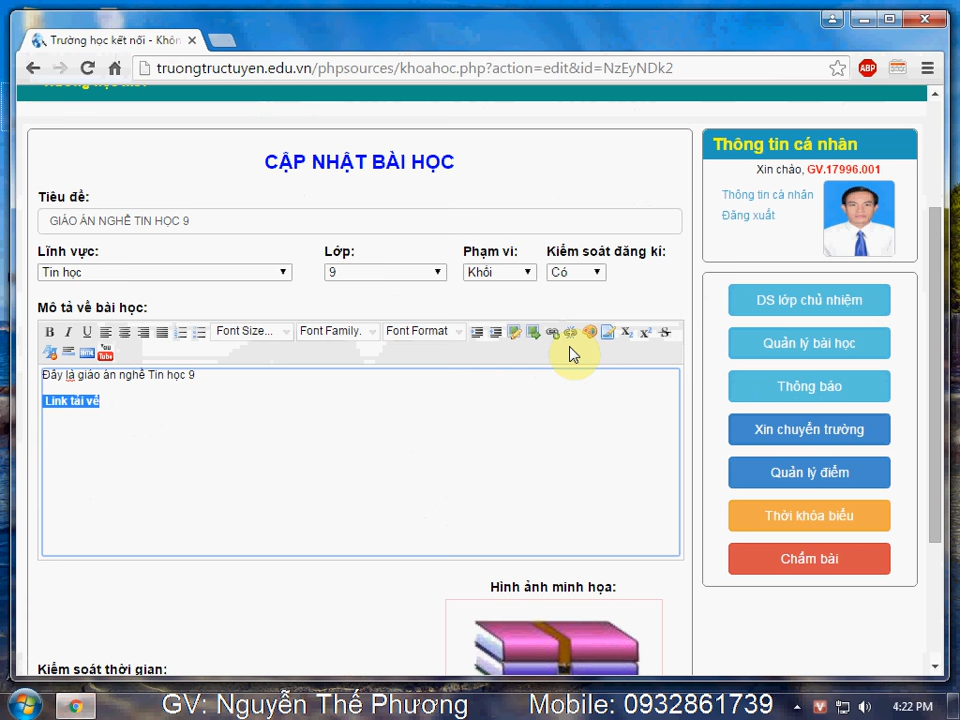 Trường học kết nối - Khôn
truongtructuyen.edu.vn/phpsources/khoahoc.php?action=edit&id=NzEyNDk2
ABP
CẬP NHẬT BÀI HỌC
Tiêu đề:
GIÁO ÁN NGHỀ TIN HỌC 9
Lĩnh vực: Lớp: Phạm vi: Kiểm soát đăng kí:
Tin học 9 Khối Có
Mô tả về bài học:
B I U Font Size... Font Family. Font Format
HTML You Tube
Đây là giáo án nghề Tin học 9
Link tải về
Hình ảnh minh họa:
Kiểm soát thời gian:
Thông tin cá nhân
Xin chào, GV.17996.001
Thông tin cá nhân
Đăng xuất
DS lớp chủ nhiệm
Quản lý bài học
Thông báo
Xin chuyển trường
Quản lý điểm
Thời khóa biểu
Chấm bài
GV: Nguyễn Thế Phương Mobile: 0932861739
4:22 PM